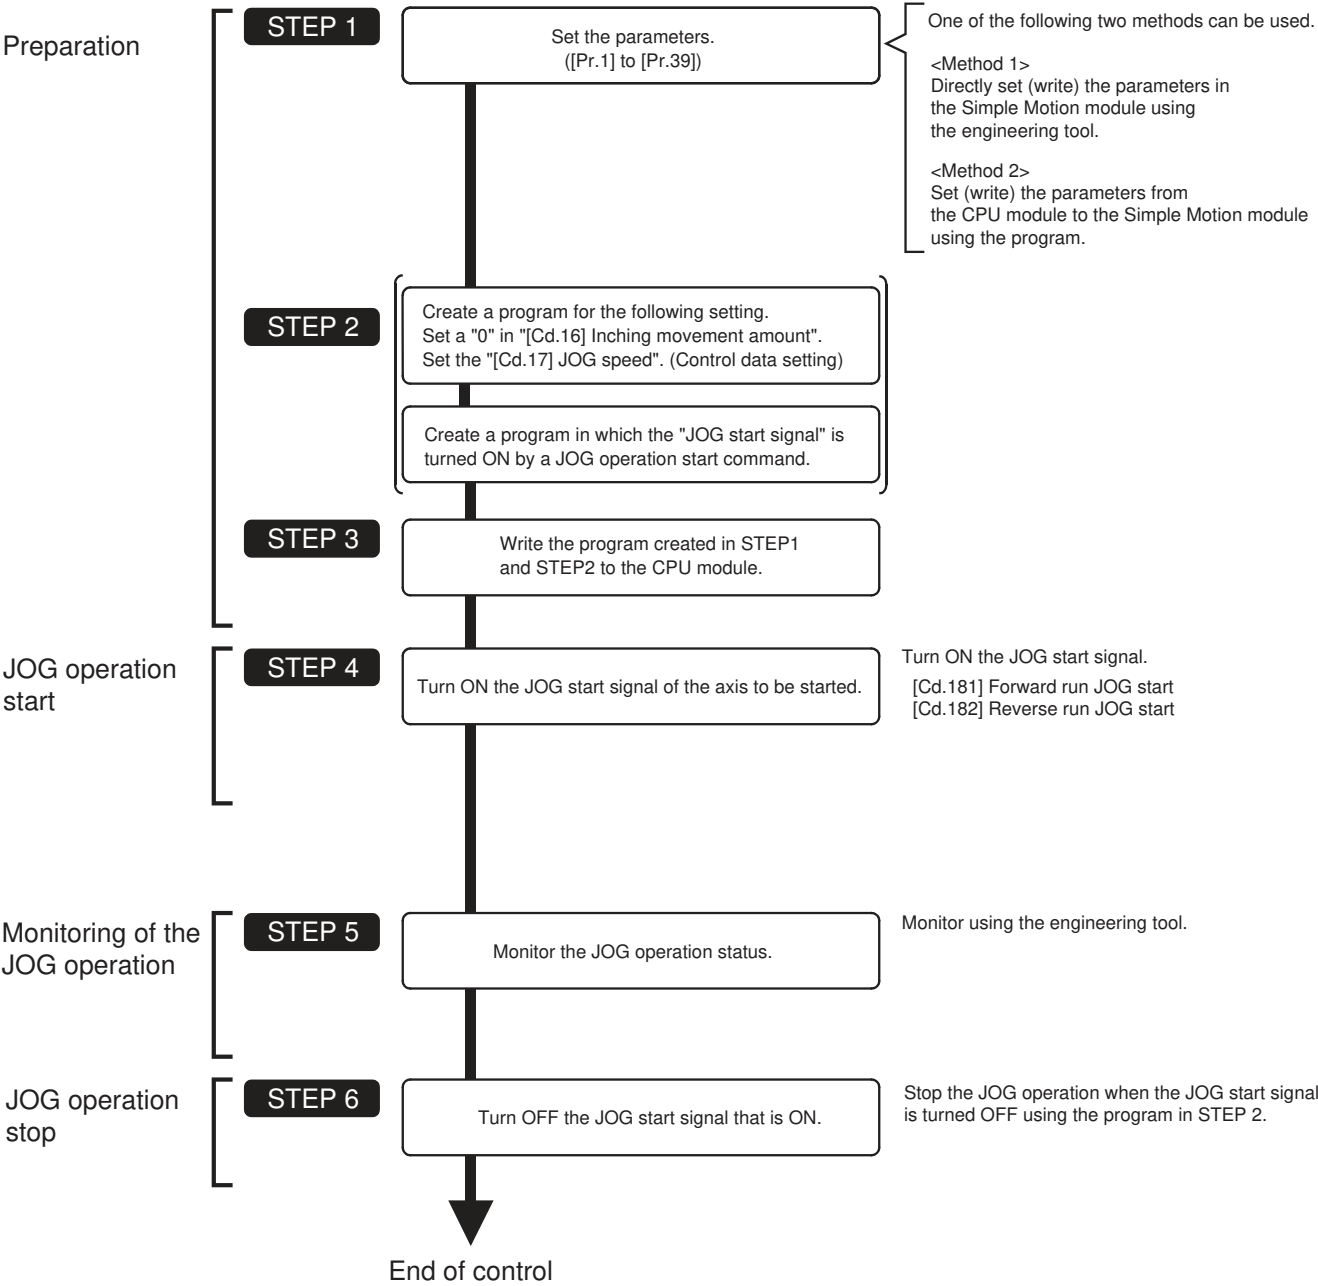 Preparation
STEP 1
Set the parameters.
([Pr.1] to [Pr.39])
One of the following two methods can be used.
<Method 1>
Directly set (write) the parameters in
the Simple Motion module using
the engineering tool.
<Method 2>
Set (write) the parameters from
the CPU module to the Simple Motion module
using the program.
STEP 2
Create a program for the following setting.
Set a "0" in "[Cd.16] Inching movement amount".
Set the "[Cd.17] JOG speed". (Control data setting)
Create a program in which the "JOG start signal" is
turned ON by a JOG operation start command.
STEP 3
Write the program created in STEP1
and STEP2 to the CPU module.
JOG operation
start
STEP 4
Turn ON the JOG start signal of the axis to be started.
Turn ON the JOG start signal.
[Cd.181] Forward run JOG start
[Cd.182] Reverse run JOG start
Monitoring of the
JOG operation
STEP 5
Monitor the JOG operation status.
Monitor using the engineering tool.
JOG operation
stop
STEP 6
Turn OFF the JOG start signal that is ON.
Stop the JOG operation when the JOG start signal
is turned OFF using the program in STEP 2.
End of control